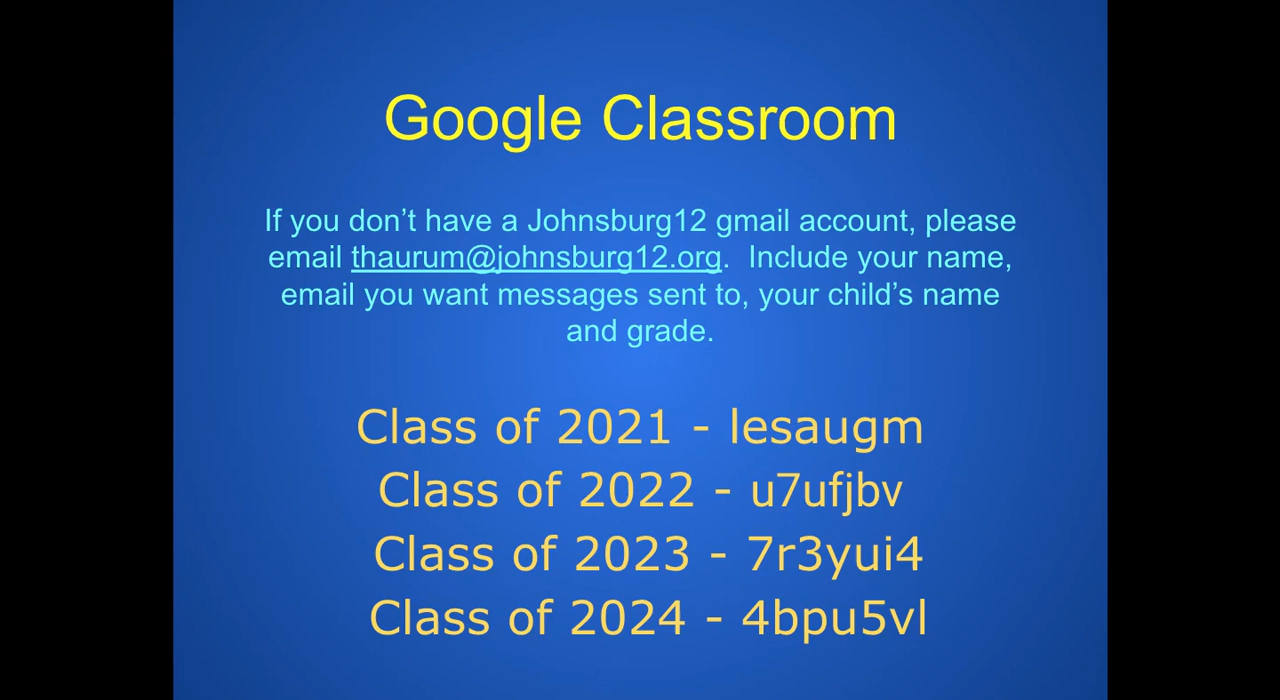 Google Classroom
If you don’t have a Johnsburg12 gmail account, please
email thaurum@johnsburg12.org.  Include your name,
email you want messages sent to, your child’s name
and grade.
Class of 2021 - lesaugm
Class of 2022 - u7ufjbv
Class of 2023 - 7r3yui4
Class of 2024 - 4bpu5vl